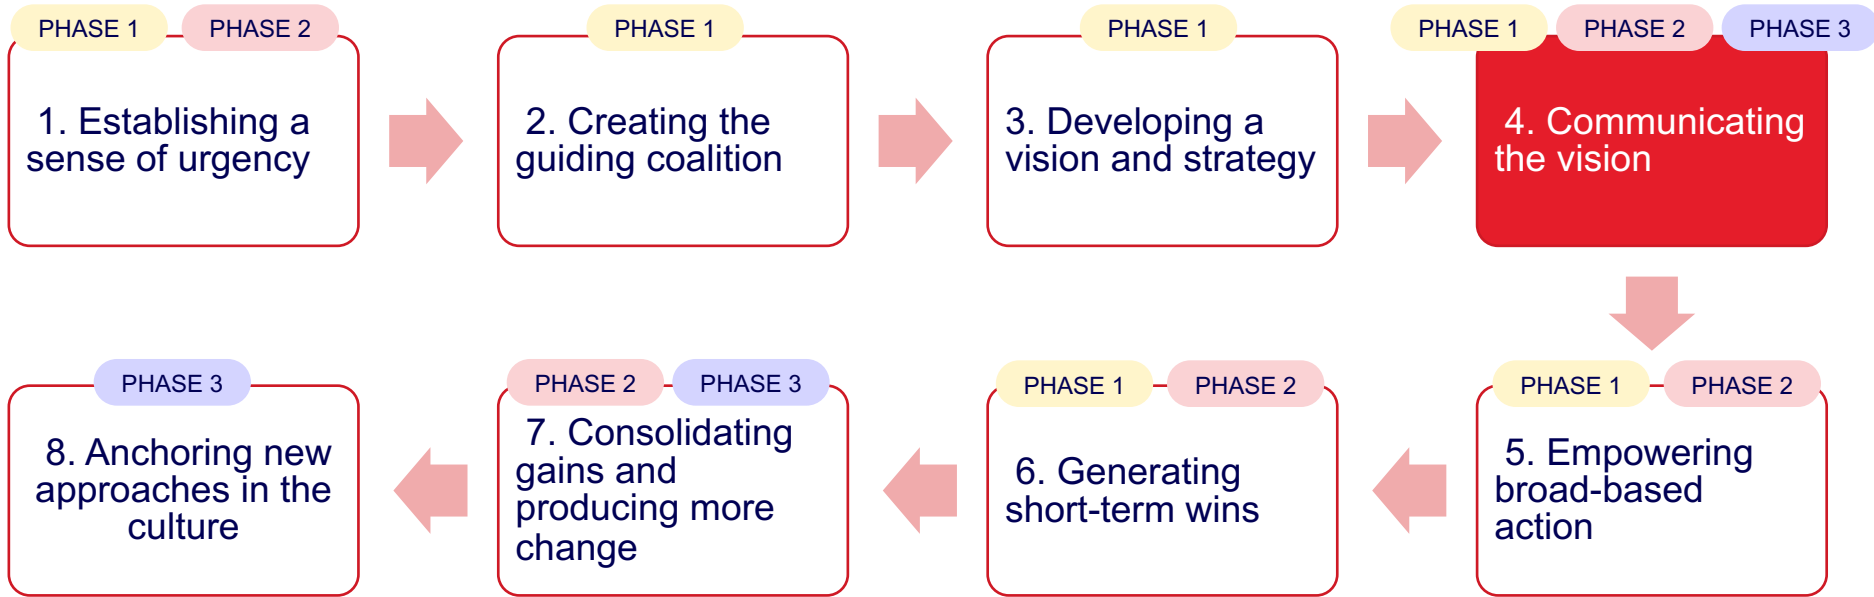 PHASE 1 PHASE 2
1. Establishing a
sense of urgency
PHASE 1
2. Creating the
guiding coalition
PHASE 1
3. Developing a
vision and strategy
PHASE 1 PHASE 2 PHASE 3
4. Communicating
the vision
PHASE 1 PHASE 2
5. Empowering
broad-based
action
PHASE 1 PHASE 2
6. Generating
short-term wins
PHASE 2 PHASE 3
7. Consolidating
gains and
producing more
change
PHASE 3
8. Anchoring new
approaches in the
culture